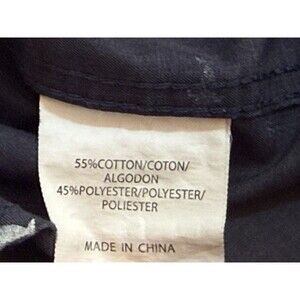 55%COTTON/COTON/
ALGODON
45%POLYESTER/POLYESTER/
POLIESTER
MADE IN CHINA